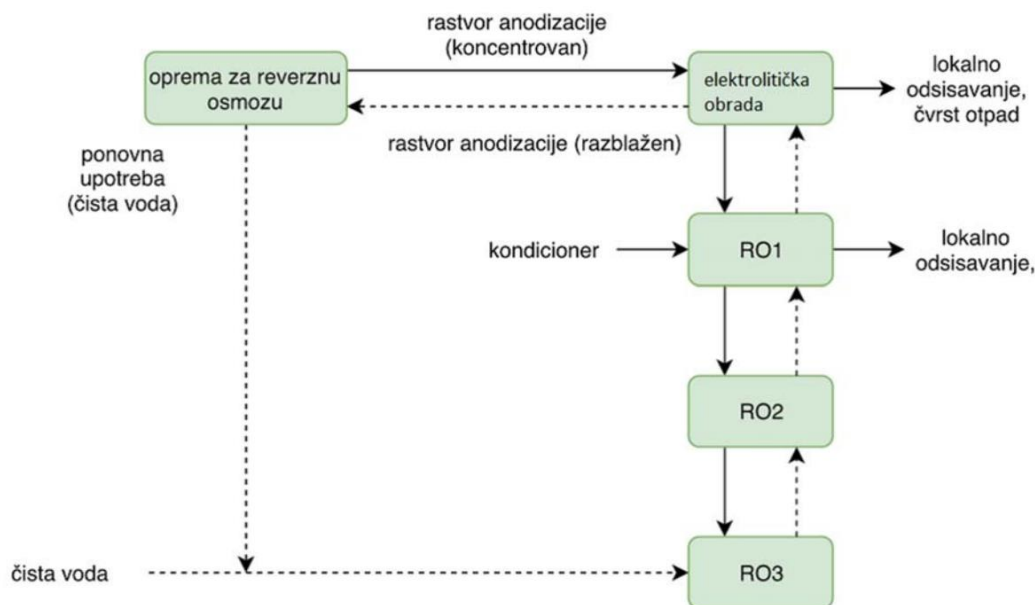 rastvor anodizacije
(koncentrovan)
oprema za reverznu
osmozu
elektrolitička
obrada
lokalno
odsisavanje,
čvrst otpad
rastvor anodizacije (razblažen)
ponovna
upotreba
(čista voda)
kondicioner
RO1
lokalno
odsisavanje,
RO2
čista voda
RO3